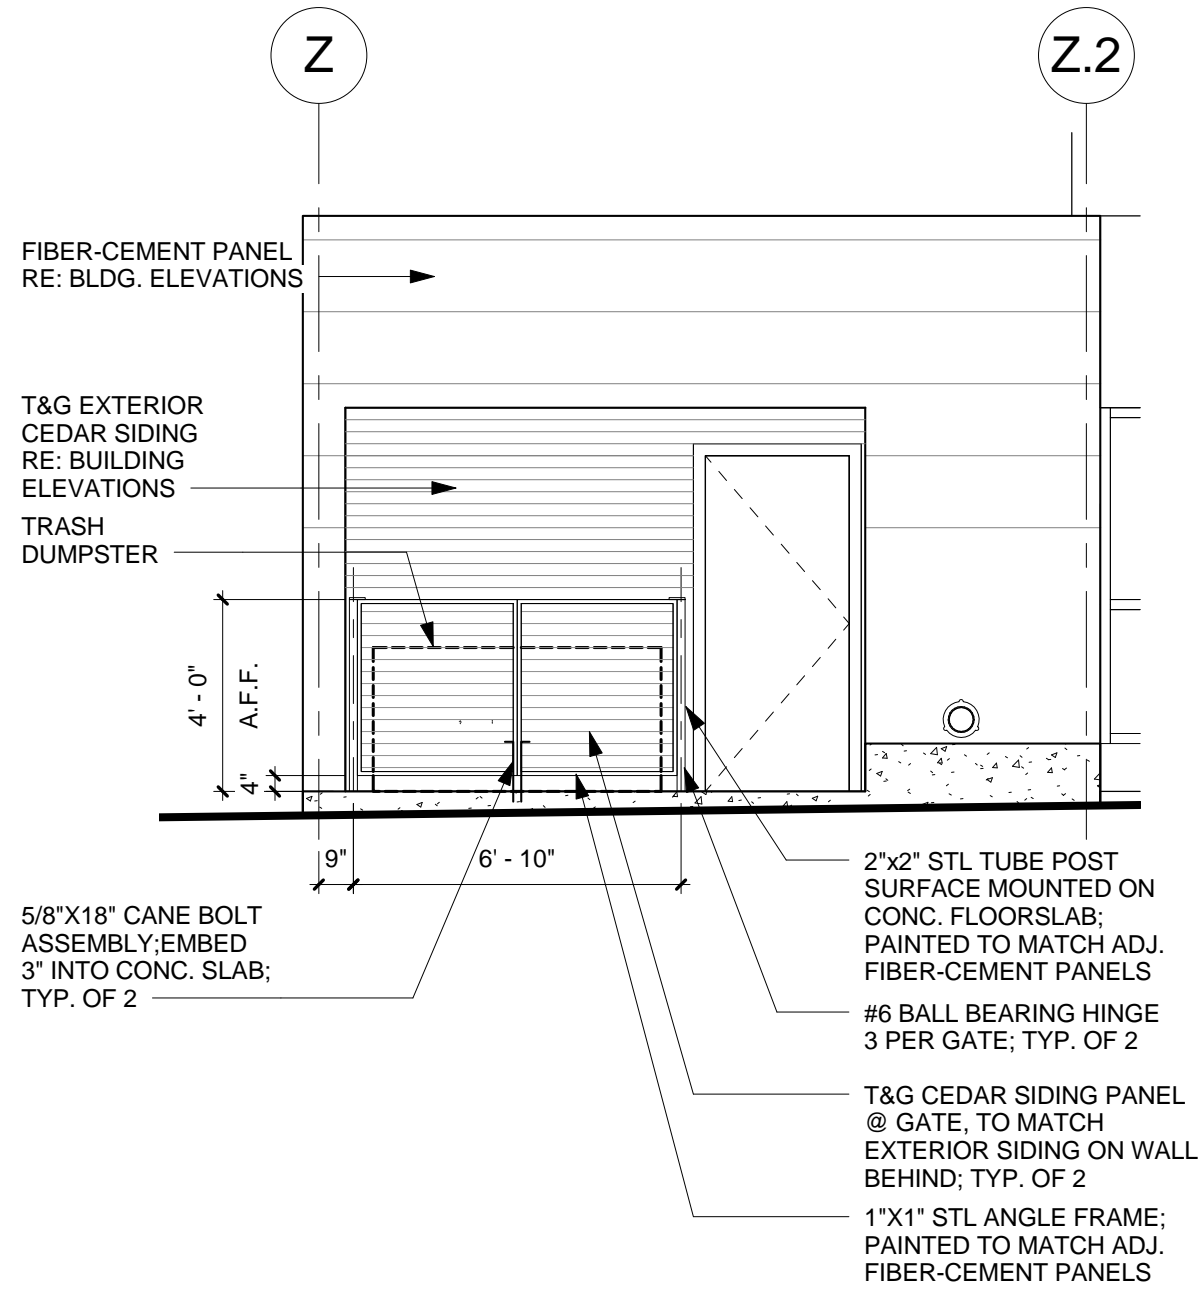 Z
Z.2
FIBER-CEMENT PANEL
RE: BLDG. ELEVATIONS
T&G EXTERIOR
CEDAR SIDING
RE: BUILDING
ELEVATIONS
TRASH
DUMPSTER
4' - 0"
A.F.F.
4"
9"
6' - 10"
5/8"X18" CANE BOLT
ASSEMBLY;EMBED
3" INTO CONC. SLAB;
TYP. OF 2
2"x2" STL TUBE POST
SURFACE MOUNTED ON
CONC. FLOORSLAB;
PAINTED TO MATCH ADJ.
FIBER-CEMENT PANELS
#6 BALL BEARING HINGE
3 PER GATE; TYP. OF 2
T&G CEDAR SIDING PANEL
@ GATE, TO MATCH
EXTERIOR SIDING ON WALL
BEHIND; TYP. OF 2
1"X1" STL ANGLE FRAME;
PAINTED TO MATCH ADJ.
FIBER-CEMENT PANELS